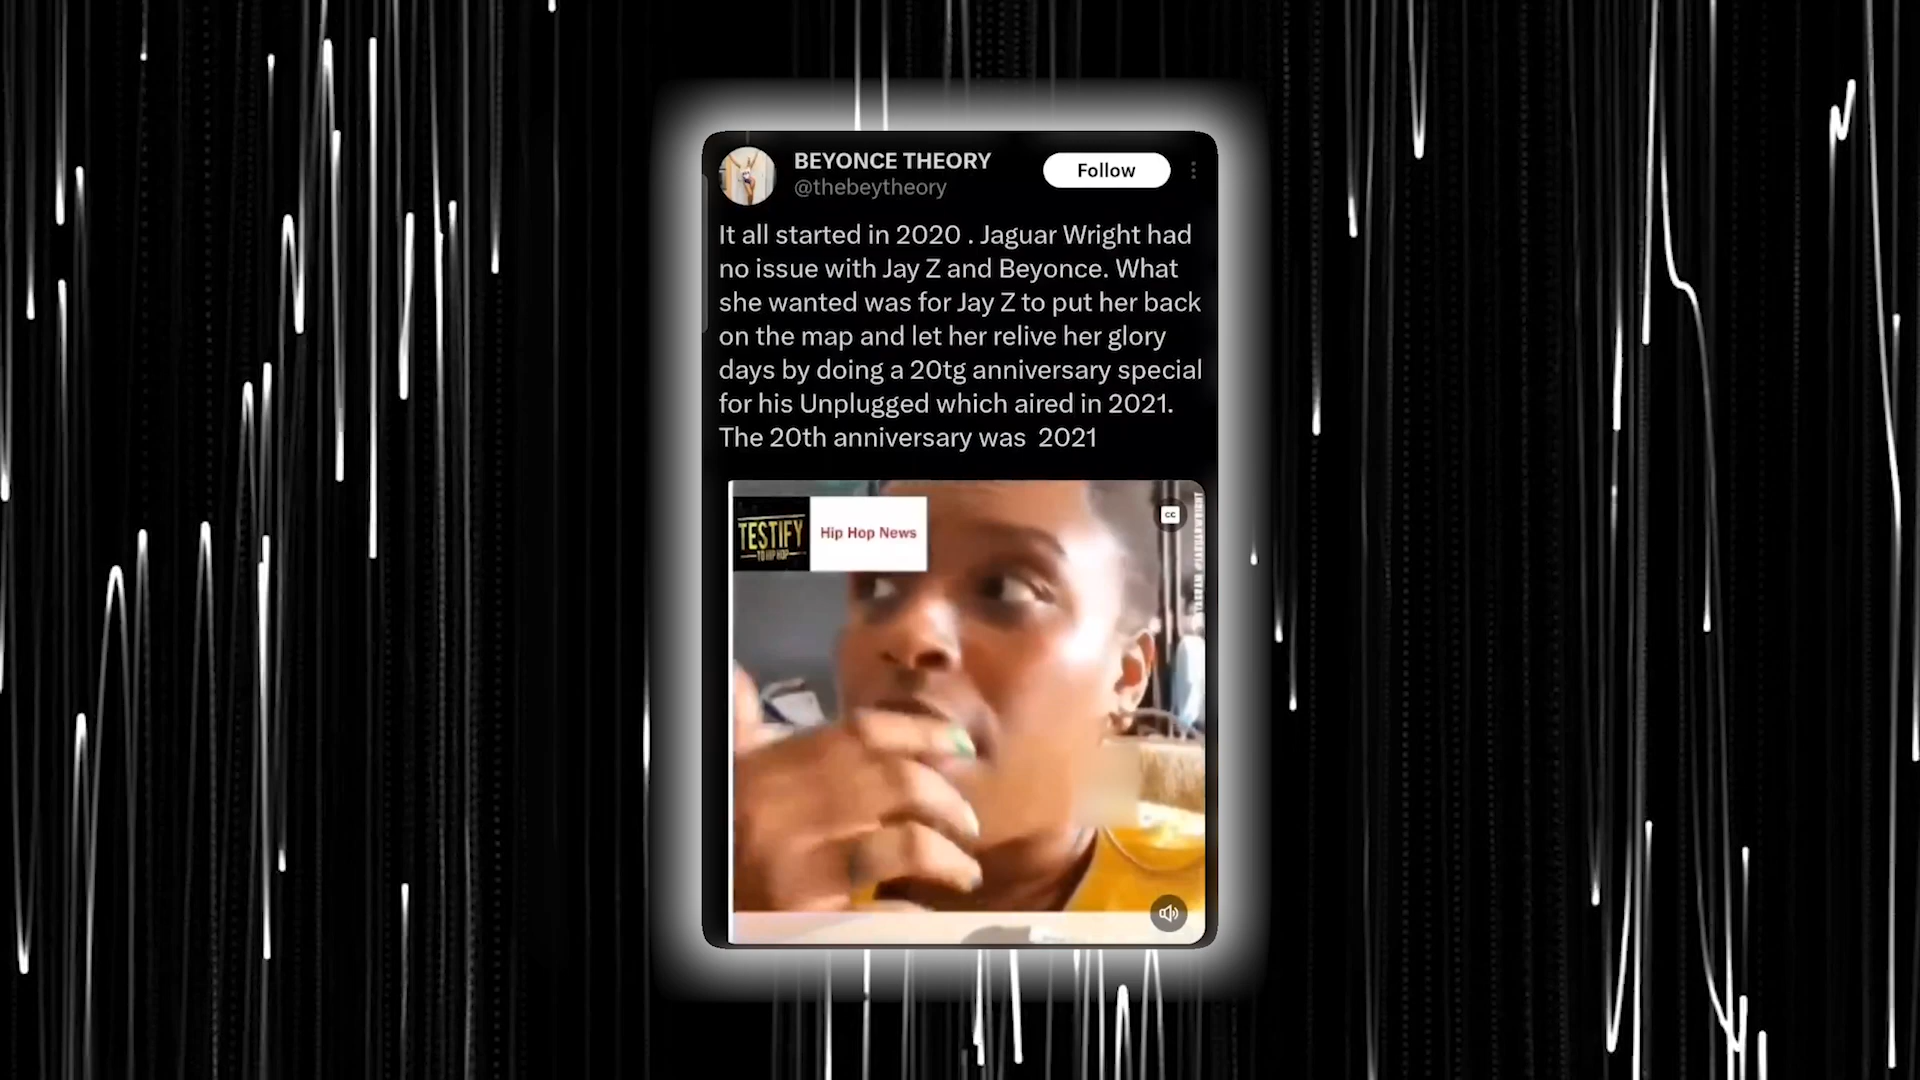 BEYONCE THEORY
@thebeytheory
Follow
It all started in 2020 . Jaguar Wright had
no issue with Jay Z and Beyonce. What
she wanted was for Jay Z to put her back
on the map and let her relive her glory
days by doing a 20tg anniversary special
for his Unplugged which aired in 2021.
The 20th anniversary was  2021
TESTIFY
TO HIP HOP
Hip Hop News
CC